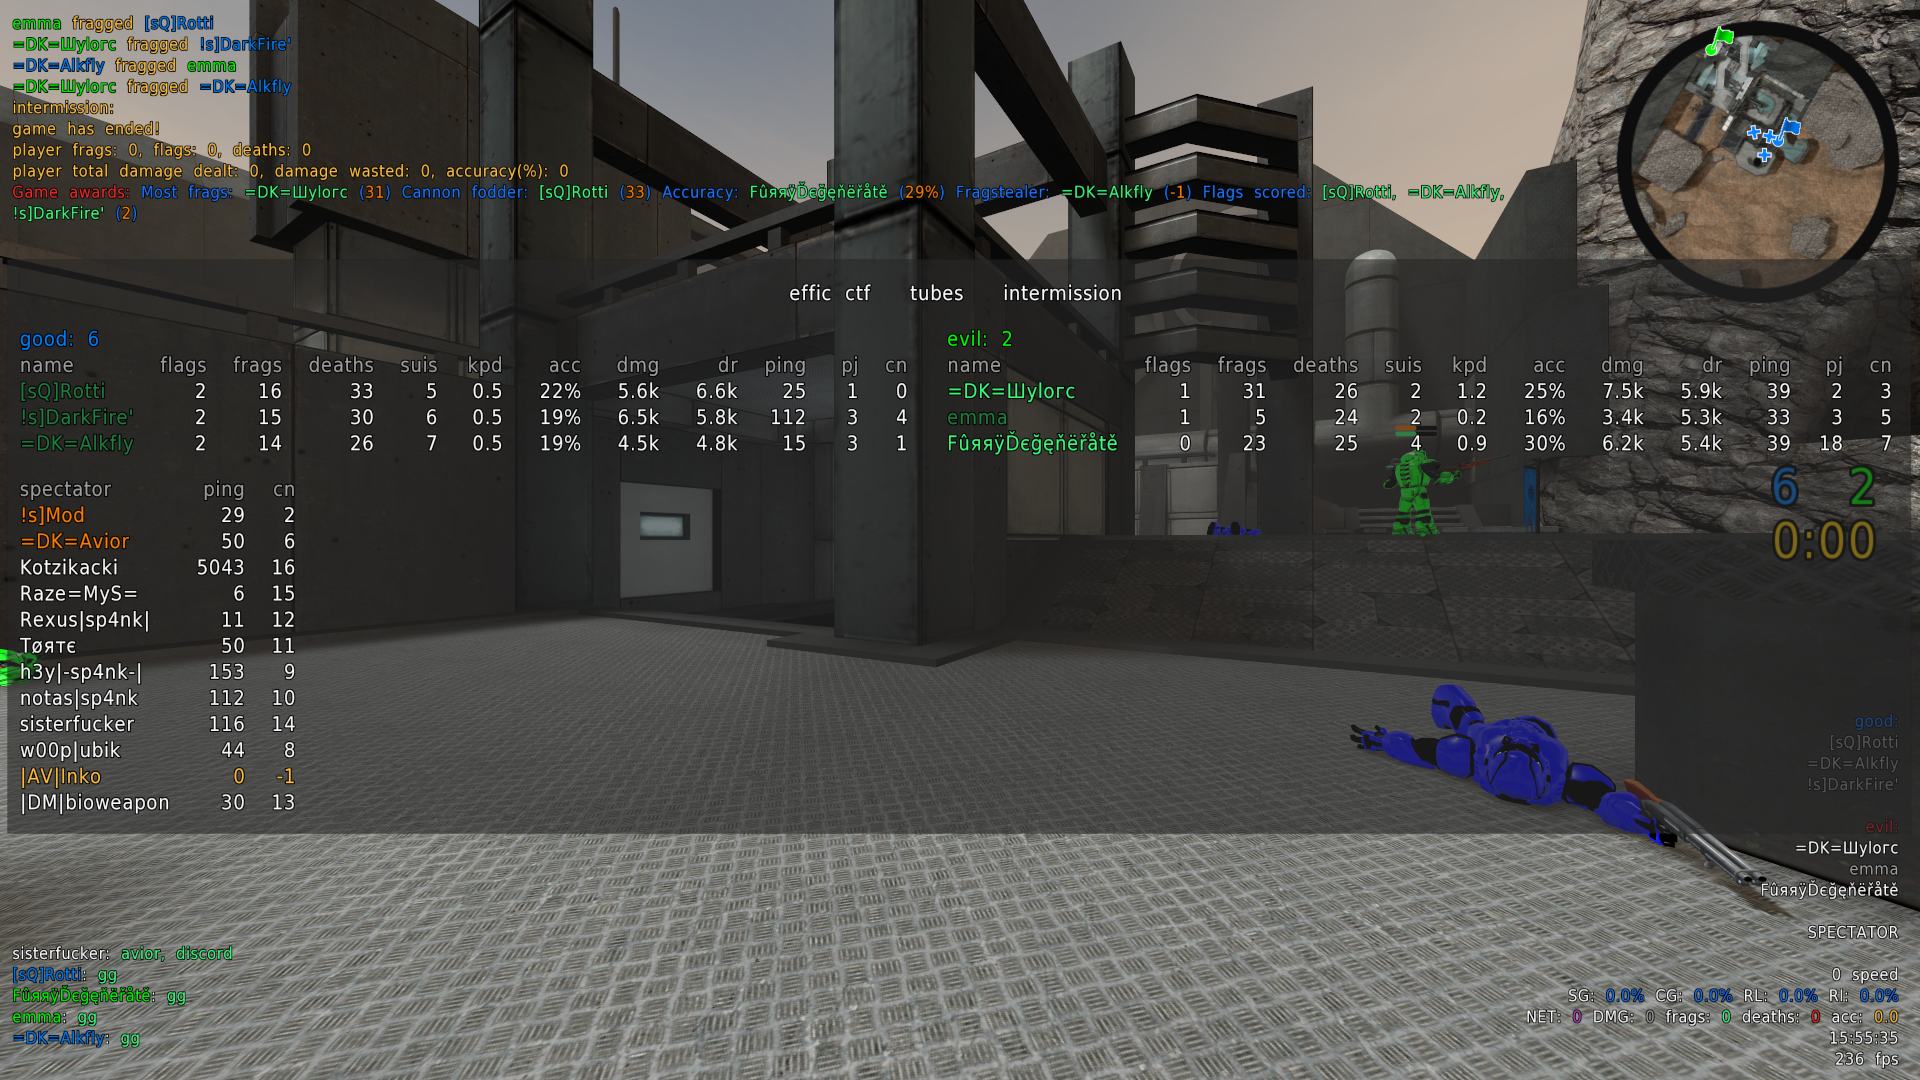 emma fragged [sQ]Rotti
=DK=Шylorc fragged !s]DarkFire'
=DK=Alkfly fragged emma
=DK=Шylorc fragged =DK=Alkfly
intermission:
game has ended!
player frags: 0, flags: 0, deaths: 0
player total damage dealt: 0, damage wasted: 0, accuracy(%): 0
Game awards: Most frags: =DK=Шylorc (31) Cannon fodder: [sQ]Rotti (33) Accuracy: FûяяÿĎєğęňëřåtě (29%) Fragstealer: =DK=Alkfly (-1) Flags scored: [sQ]Rotti, =DK=Alkfly,
!s]DarkFire' (2)
effic ctf tubes intermission
good: 6
name flags frags deaths suis kpd acc dmg dr ping pj cn
[sQ]Rotti 2 16 33 5 0.5 22% 5.6k 6.6k 25 1 0
!s]DarkFire' 2 15 30 6 0.5 19% 6.5k 5.8k 112 3 4
=DK=Alkfly 2 14 26 7 0.5 19% 4.5k 4.8k 15 3 1
evil: 2
name flags frags deaths suis kpd acc dmg dr ping pj cn
=DK=Шylorc 1 31 26 2 1.2 25% 7.5k 5.9k 39 2 3
emma 1 5 24 2 0.2 16% 3.4k 5.3k 33 3 5
FûяяÿĎєğęňëřåtě 0 23 25 4 0.9 30% 6.2k 5.4k 39 18 7
spectator ping cn
!s]Mod 29 2
=DK=Avior 50 6
Kotzikacki 5043 16
Raze=MyS= 6 15
Rexus|sp4nk| 11 12
Tøятє 50 11
h3y|-sp4nk-| 153 9
notas|sp4nk 112 10
sisterfucker 116 14
w00p|ubik 44 8
|AV|Inko 0 -1
|DM|bioweapon 30 13
6 2
0:00
good:
[sQ]Rotti
=DK=Alkfly
!s]DarkFire'
evil:
=DK=Шylorc
emma
FûяяÿĎєğęňëřåtě
SPECTATOR
0 speed
SG: 0.0% CG: 0.0% RL: 0.0% RI: 0.0%
NET: 0 DMG: 0 frags: 0 deaths: 0 acc: 0.0
15:55:35
236 fps
sisterfucker: avior, discord
[sQ]Rotti: gg
FûяяÿĎєğęňëřåtě: gg
emma: gg
=DK=Alkfly: gg